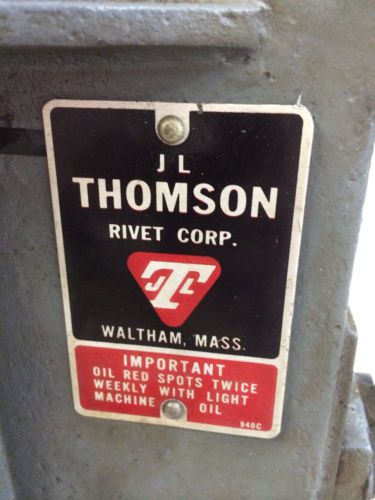 J L
THOMSON
RIVET CORP.
JTL
WALTHAM, MASS.
IMPORTANT
OIL RED SPOTS TWICE
WEEKLY WITH LIGHT
MACHINE OIL
940C